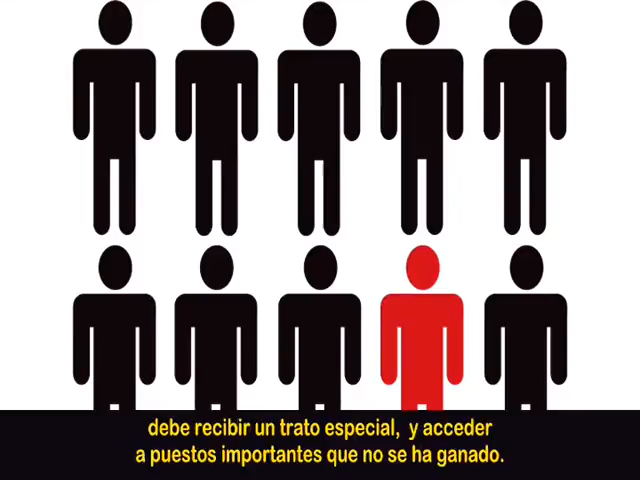 debe recibir un trato especial,  y acceder
a puestos importantes que no se ha ganado.